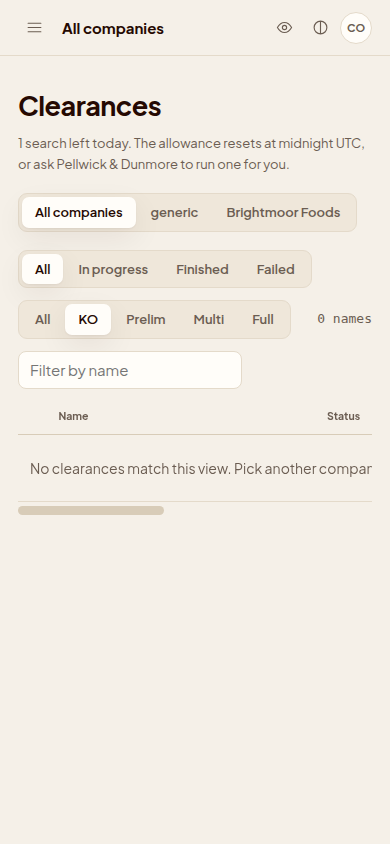 All companies
CO
Clearances
1 search left today. The allowance resets at midnight UTC,
or ask Pellwick & Dunmore to run one for you.
All companies generic Brightmoor Foods
All In progress Finished Failed
All KO Prelim Multi Full 0 names
Filter by name
Name Status
No clearances match this view. Pick another compar